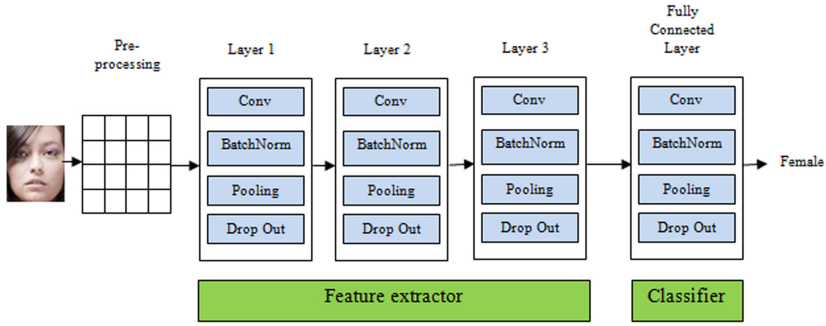 Pre-
processing
Layer 1
Layer 2
Layer 3
Fully
Connected
Layer
Conv
BatchNorm
Pooling
Drop Out
Conv
BatchNorm
Pooling
Drop Out
Conv
BatchNorm
Pooling
Drop Out
Conv
BatchNorm
Pooling
Drop Out
Female
Feature extractor
Classifier